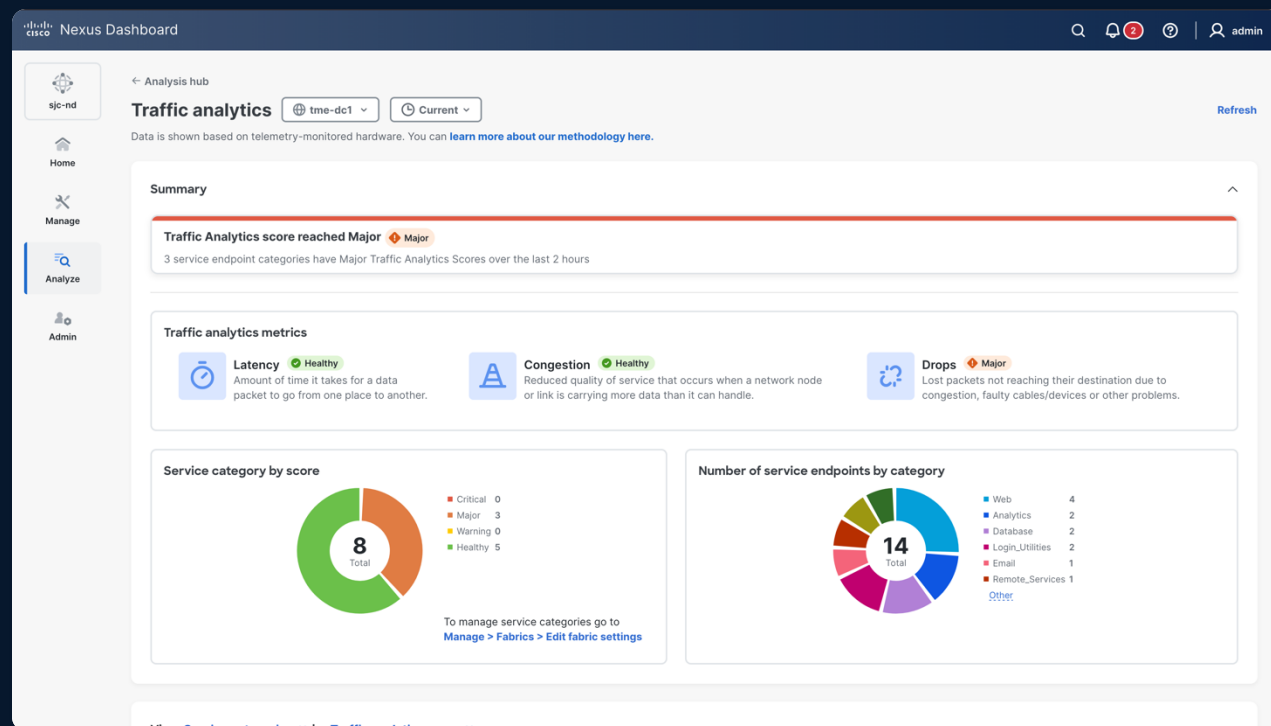 cisco Nexus Dashboard
2
admin
sjc-nd
Home
Manage
Analyze
Admin
Analysis hub
Traffic analytics
tme-dc1
Current
Refresh
Data is shown based on telemetry-monitored hardware. You can learn more about our methodology here.
Summary
Traffic Analytics score reached Major
Major
3 service endpoint categories have Major Traffic Analytics Scores over the last 2 hours
Traffic analytics metrics
Latency
Healthy
Amount of time it takes for a data
packet to go from one place to another.
Congestion
Healthy
Reduced quality of service that occurs when a network node
or link is carrying more data than it can handle.
Drops
Major
Lost packets not reaching their destination due to
congestion, faulty cables/devices or other problems.
Service category by score
8
Total
Critical 0
Major 3
Warning 0
Healthy 5
To manage service categories go to
Manage > Fabrics > Edit fabric settings
Number of service endpoints by category
14
Total
Web 4
Analytics 2
Database 2
Login_Utilities 2
Email 1
Remote_Services 1
Other